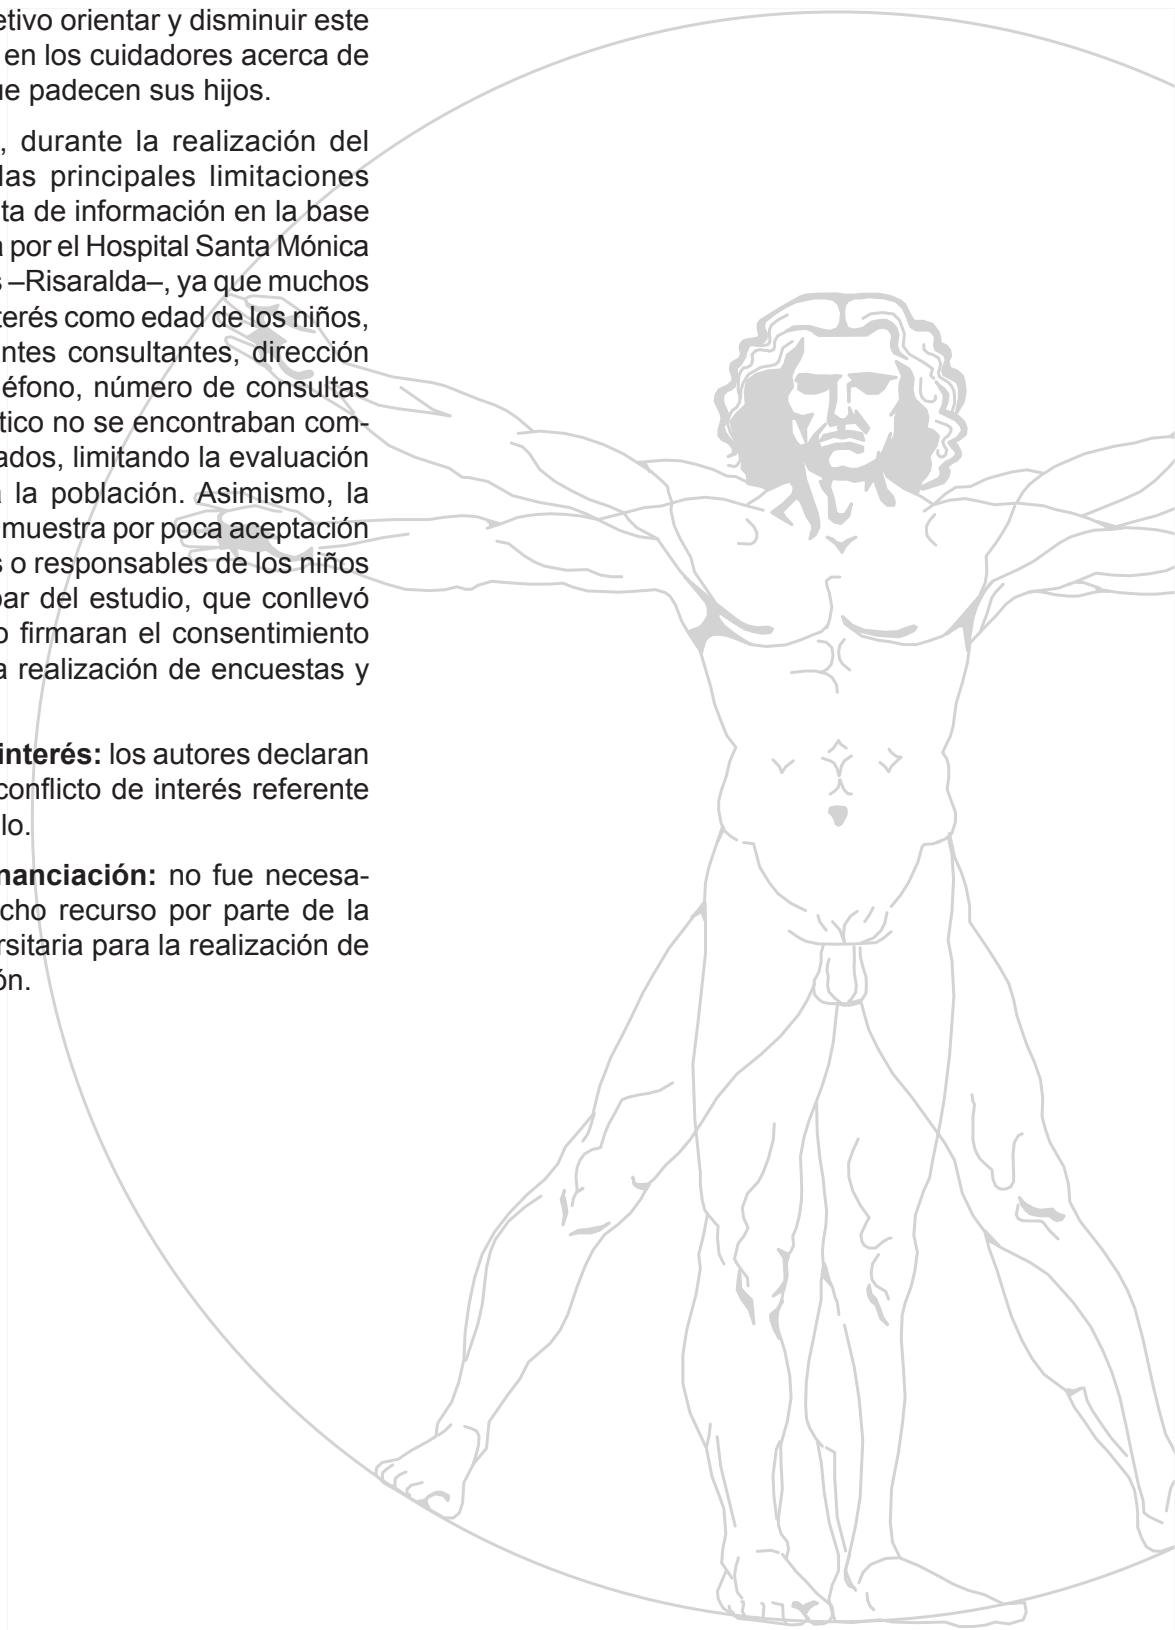 etivo orientar y disminuir este
en los cuidadores acerca de
ue padecen sus hijos.
, durante la realización del
las principales limitaciones
ta de información en la base
a por el Hospital Santa Mónica
s –Risaralda–, ya que muchos
terés como edad de los niños,
ntes consultantes, dirección
éfono, número de consultas
tico no se encontraban com-
ados, limitando la evaluación
a la población. Asimismo, la
muestra por poca aceptación
s o responsables de los niños
par del estudio, que conllevó
o firmaran el consentimiento
a realización de encuestas y
interés: los autores declaran
conflicto de interés referente
lo.
nanciación: no fue necesa-
cho recurso por parte de la
rsitaria para la realización de
ón.